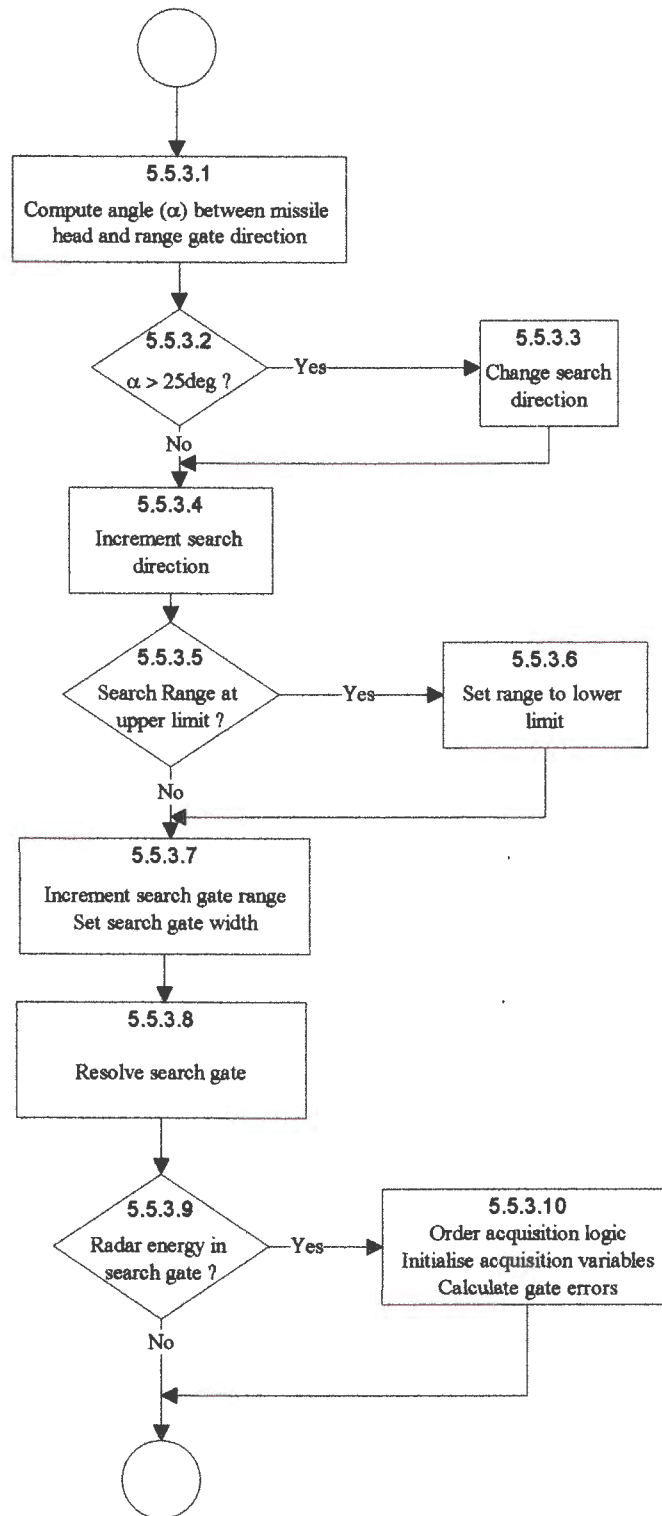 5.5.3.1
Compute angle (α) between missile
head and range gate direction
5.5.3.2
α > 25deg ?
Yes
5.5.3.3
Change search
direction
No
5.5.3.4
Increment search
direction
5.5.3.5
Search Range at
upper limit ?
Yes
5.5.3.6
Set range to lower
limit
No
5.5.3.7
Increment search gate range
Set search gate width
5.5.3.8
Resolve search gate
5.5.3.9
Radar energy in
search gate ?
Yes
5.5.3.10
Order acquisition logic
Initialise acquisition variables
Calculate gate errors
No